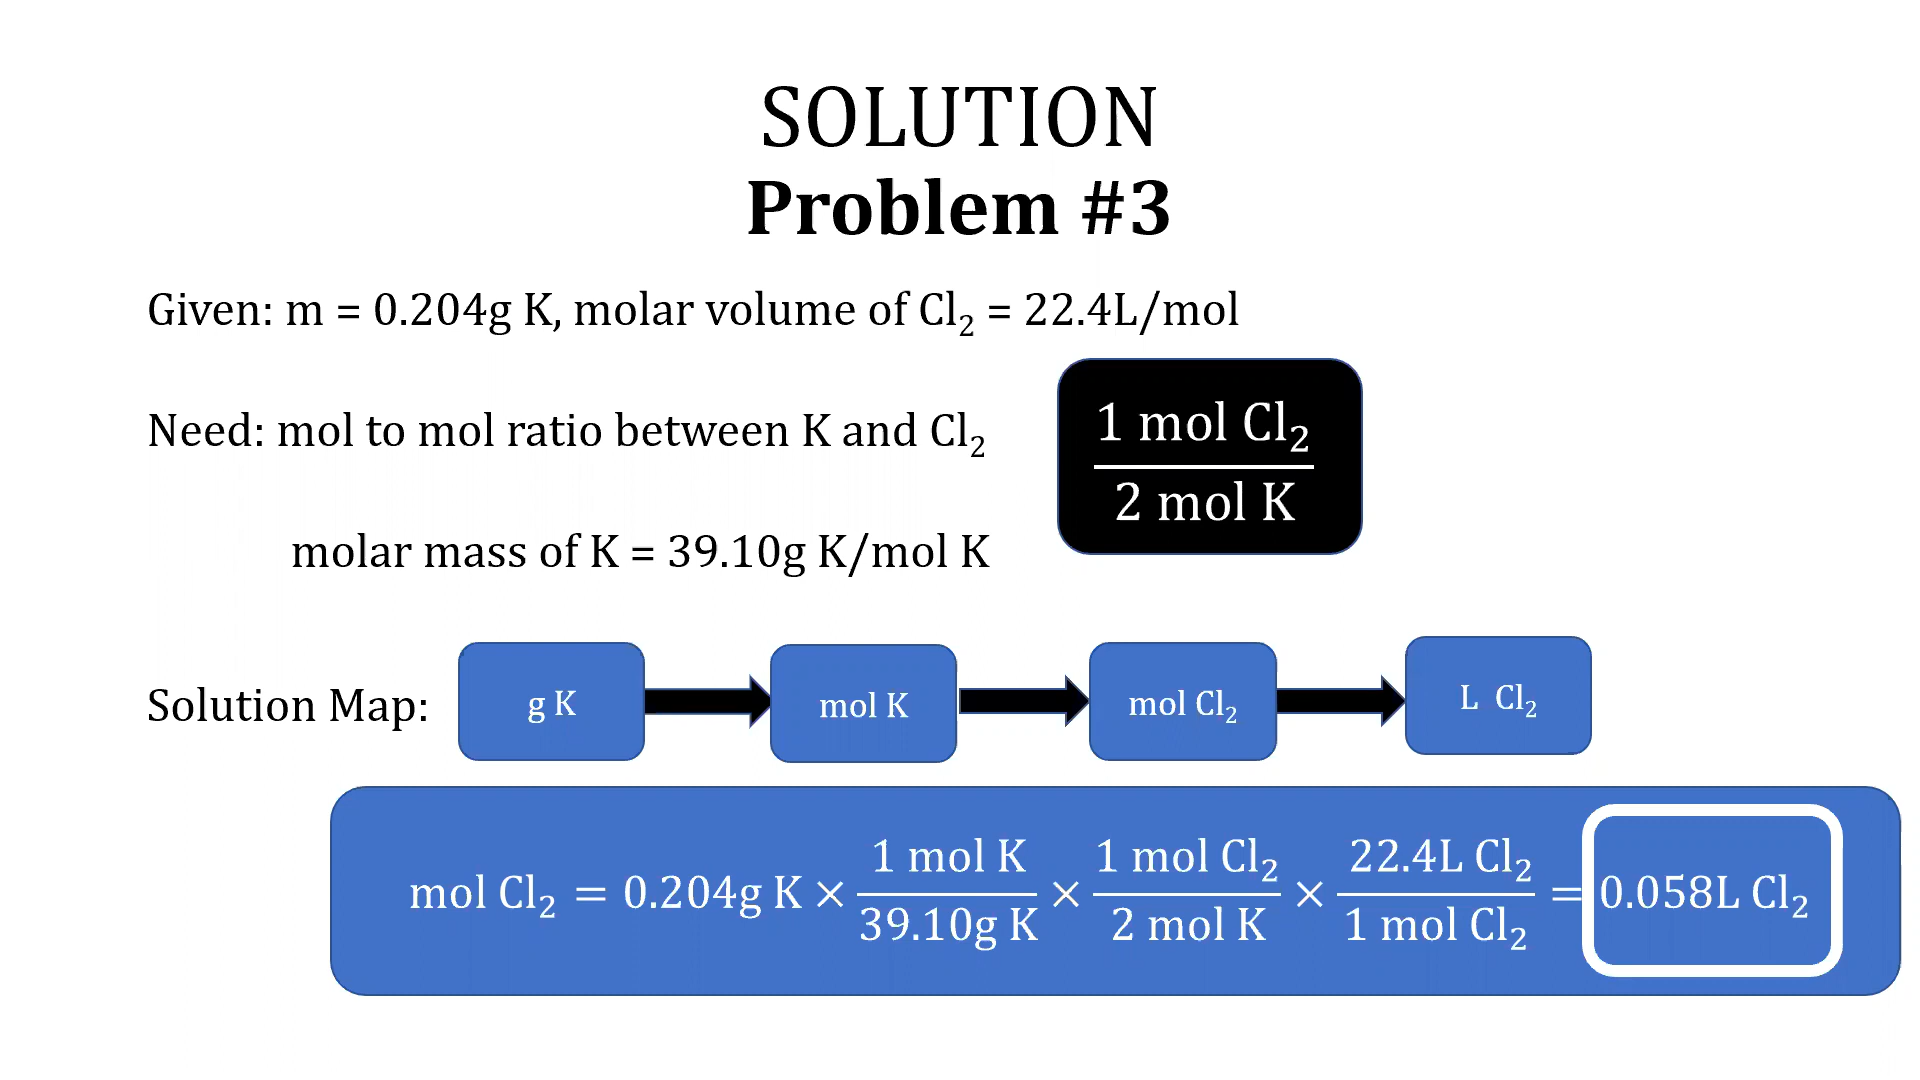 SOLUTION
Problem #3
Given: m = 0.204g K, molar volume of Cl₂ = 22.4L/mol
Need: mol to mol ratio between K and Cl₂
1 mol Cl₂
2 mol K
molar mass of K = 39.10g K/mol K
Solution Map:
g K
mol K
mol Cl₂
L Cl₂
mol Cl₂ = 0.204g K × 1 mol K / 39.10g K × 1 mol Cl₂ / 2 mol K × 22.4L Cl₂ / 1 mol Cl₂ = 0.058L Cl₂